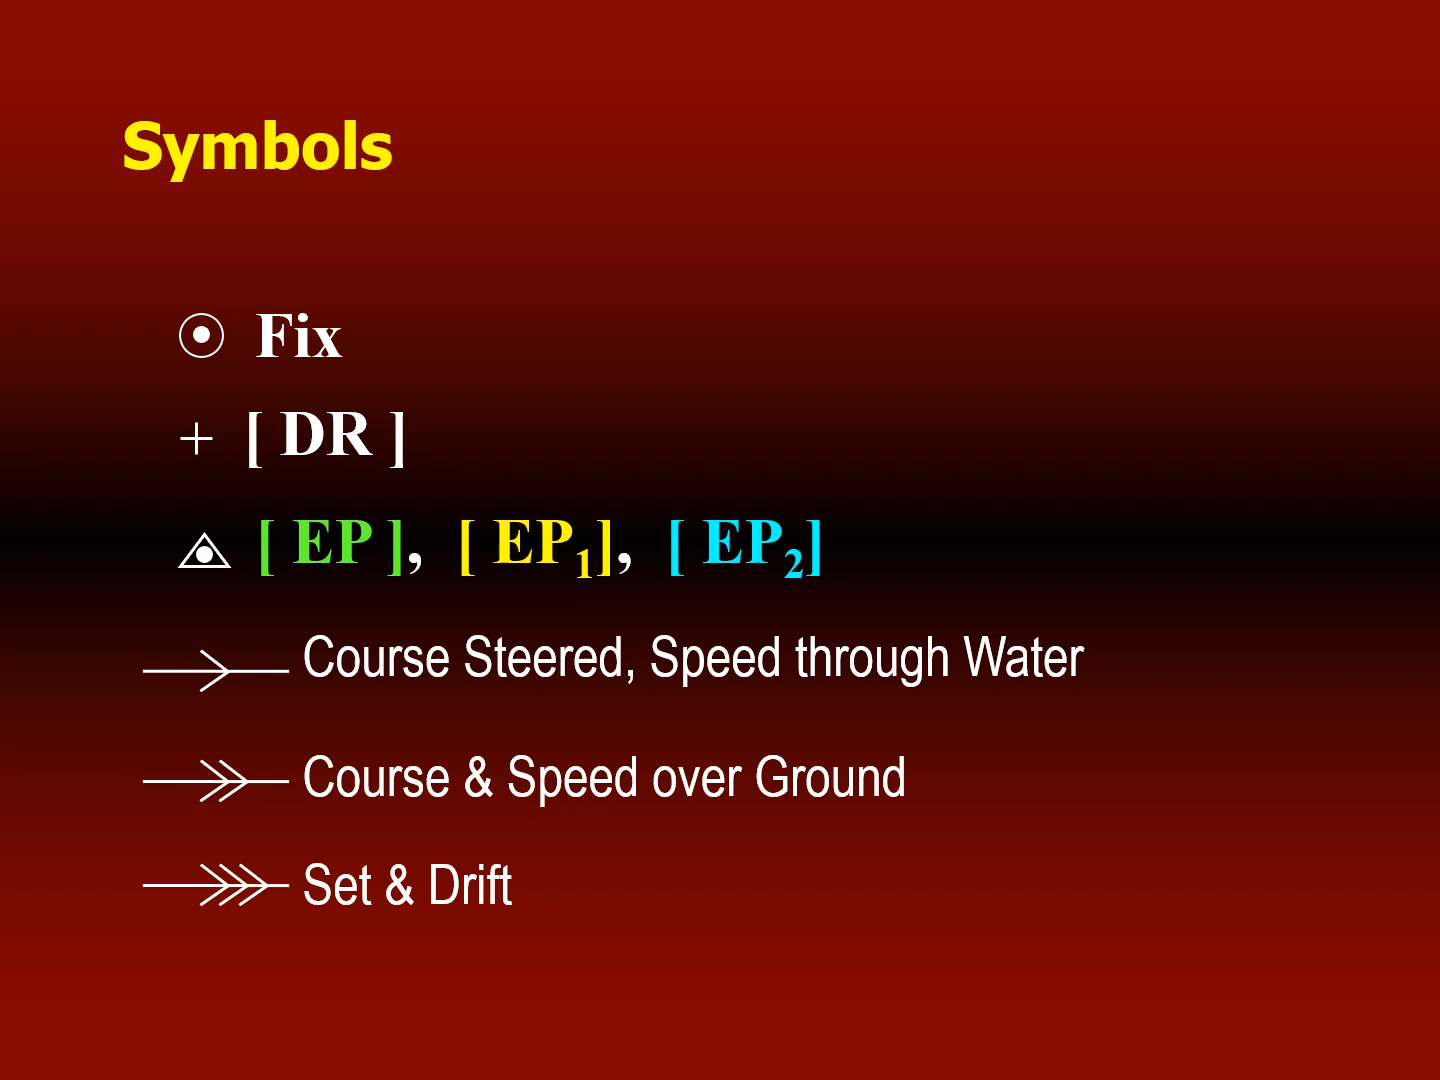 Symbols
Fix
+ [ DR ]
[ EP ], [ EP₁], [ EP₂]
Course Steered, Speed through Water
Course & Speed over Ground
Set & Drift